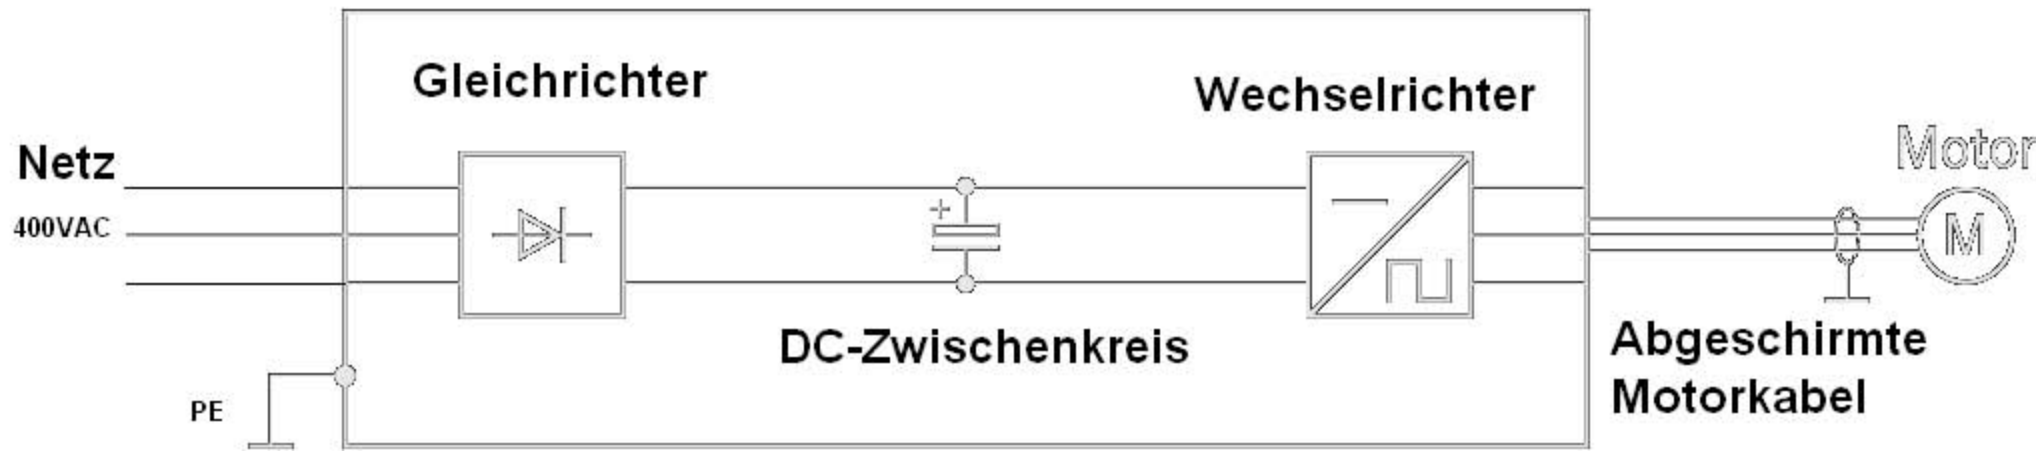 Gleichrichter
Wechselrichter
Netz
400VAC
Motor
+
M
DC-Zwischenkreis
Abgeschirmte
Motorkabel
PE